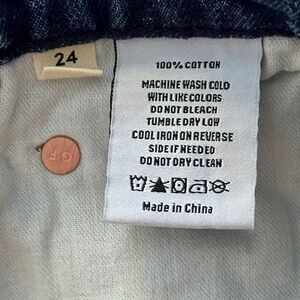 24
100% COTTON
MACHINE WASH COLD
WITH LIKE COLORS
DO NOT BLEACH
TUMBLE DRY LOW
COOL IRON ON REVERSE
SIDE IF NEEDED
DO NOT DRY CLEAN
Made in China
GF